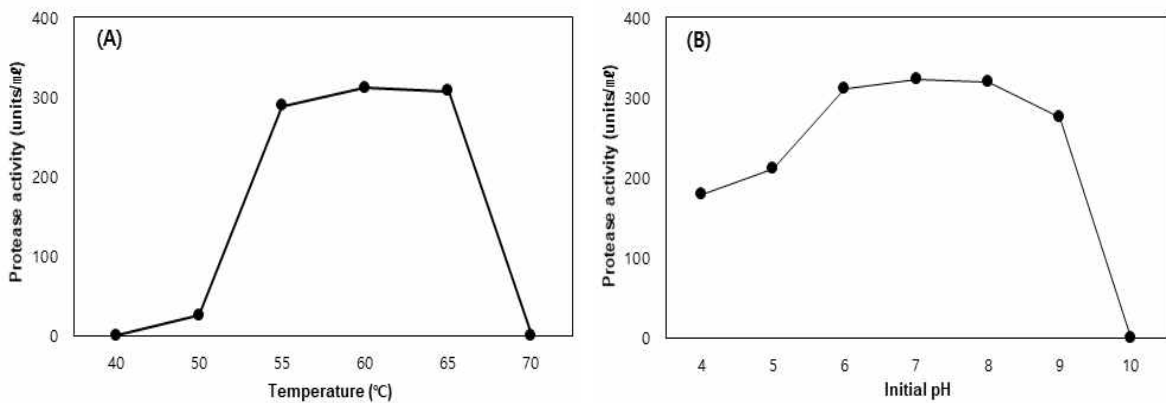 (A)
Protease activity (units/㎖)
400
300
200
100
0
40 50 55 60 65 70
Temperature (℃)
(B)
Protease activity (units/㎖)
400
300
200
100
0
4 5 6 7 8 9 10
Initial pH